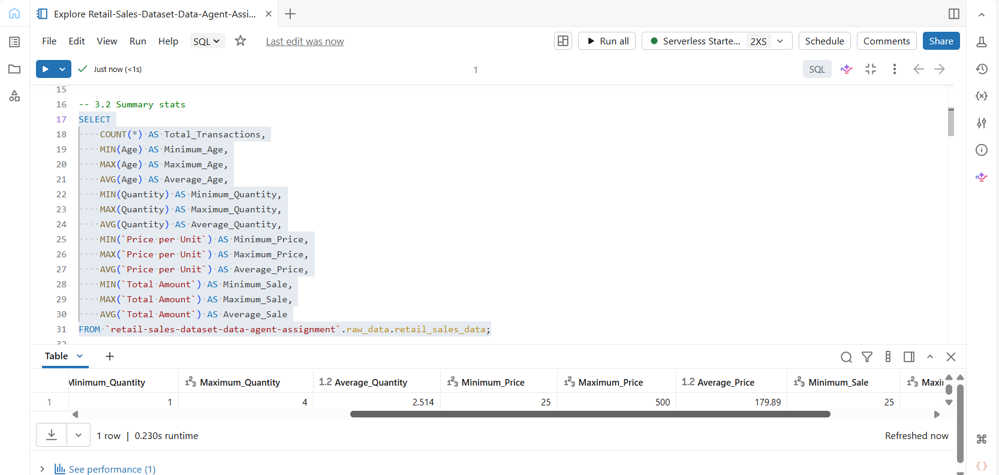 Explore Retail-Sales-Dataset-Data-Agent-Assi...
File Edit View Run Help SQL Last edit was now Run all Serverless Starte... 2XS Schedule Comments Share
Just now (<1s) 1 SQL
15
16 -- 3.2 Summary stats
17 SELECT
18 COUNT(*) AS Total_Transactions,
19 MIN(Age) AS Minimum_Age,
20 MAX(Age) AS Maximum_Age,
21 AVG(Age) AS Average_Age,
22 MIN(Quantity) AS Minimum_Quantity,
23 MAX(Quantity) AS Maximum_Quantity,
24 AVG(Quantity) AS Average_Quantity,
25 MIN(`Price per Unit`) AS Minimum_Price,
26 MAX(`Price per Unit`) AS Maximum_Price,
27 AVG(`Price per Unit`) AS Average_Price,
28 MIN(`Total Amount`) AS Minimum_Sale,
29 MAX(`Total Amount`) AS Maximum_Sale,
30 AVG(`Total Amount`) AS Average_Sale
31 FROM `retail-sales-dataset-data-agent-assignment`.raw_data.retail_sales_data;
32
Table
Minimum_Quantity 123 Maximum_Quantity 1.2 Average_Quantity 123 Minimum_Price 123 Maximum_Price 1.2 Average_Price 123 Minimum_Sale 123 Maxi
1 1 4 2.514 25 500 179.89 25
1 row | 0.230s runtime Refreshed now
See performance (1)